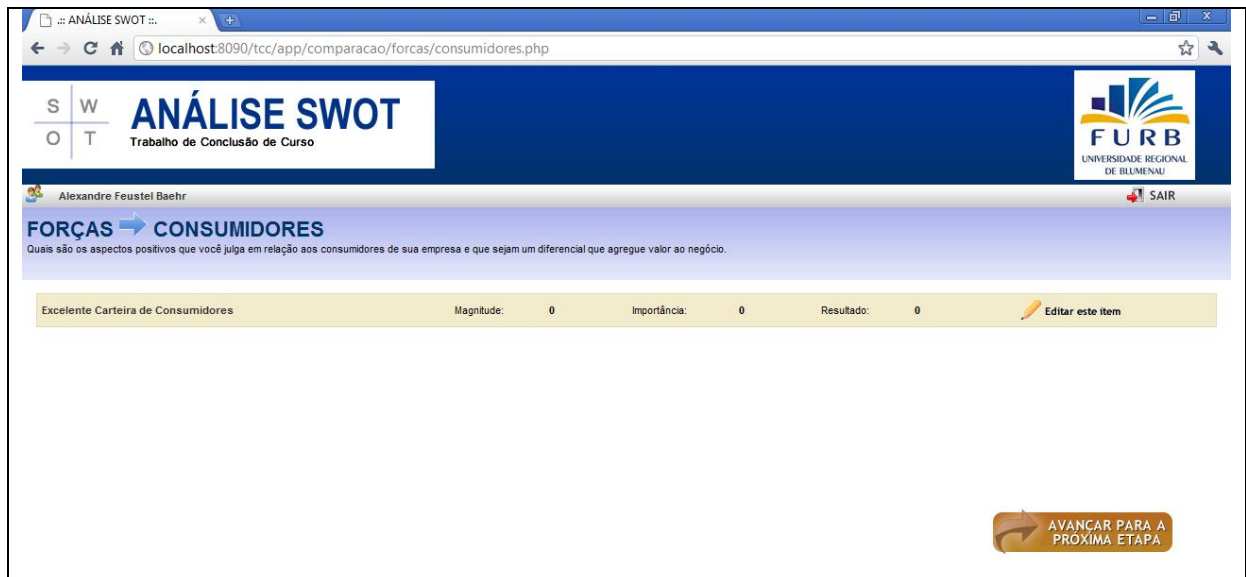 .:: ANÁLISE SWOT ::.
localhost:8090/tcc/app/comparacao/forcas/consumidores.php
S W
O T
ANÁLISE SWOT
Trabalho de Conclusão de Curso
FURB
UNIVERSIDADE REGIONAL
DE BLUMENAU
Alexandre Feustel Baehr
SAIR
FORÇAS CONSUMIDORES
Quais são os aspectos positivos que você julga em relação aos consumidores de sua empresa e que sejam um diferencial que agregue valor ao negócio.
Excelente Carteira de Consumidores Magnitude: 0 Importância: 0 Resultado: 0 Editar este item
AVANÇAR PARA A
PRÓXIMA ETAPA